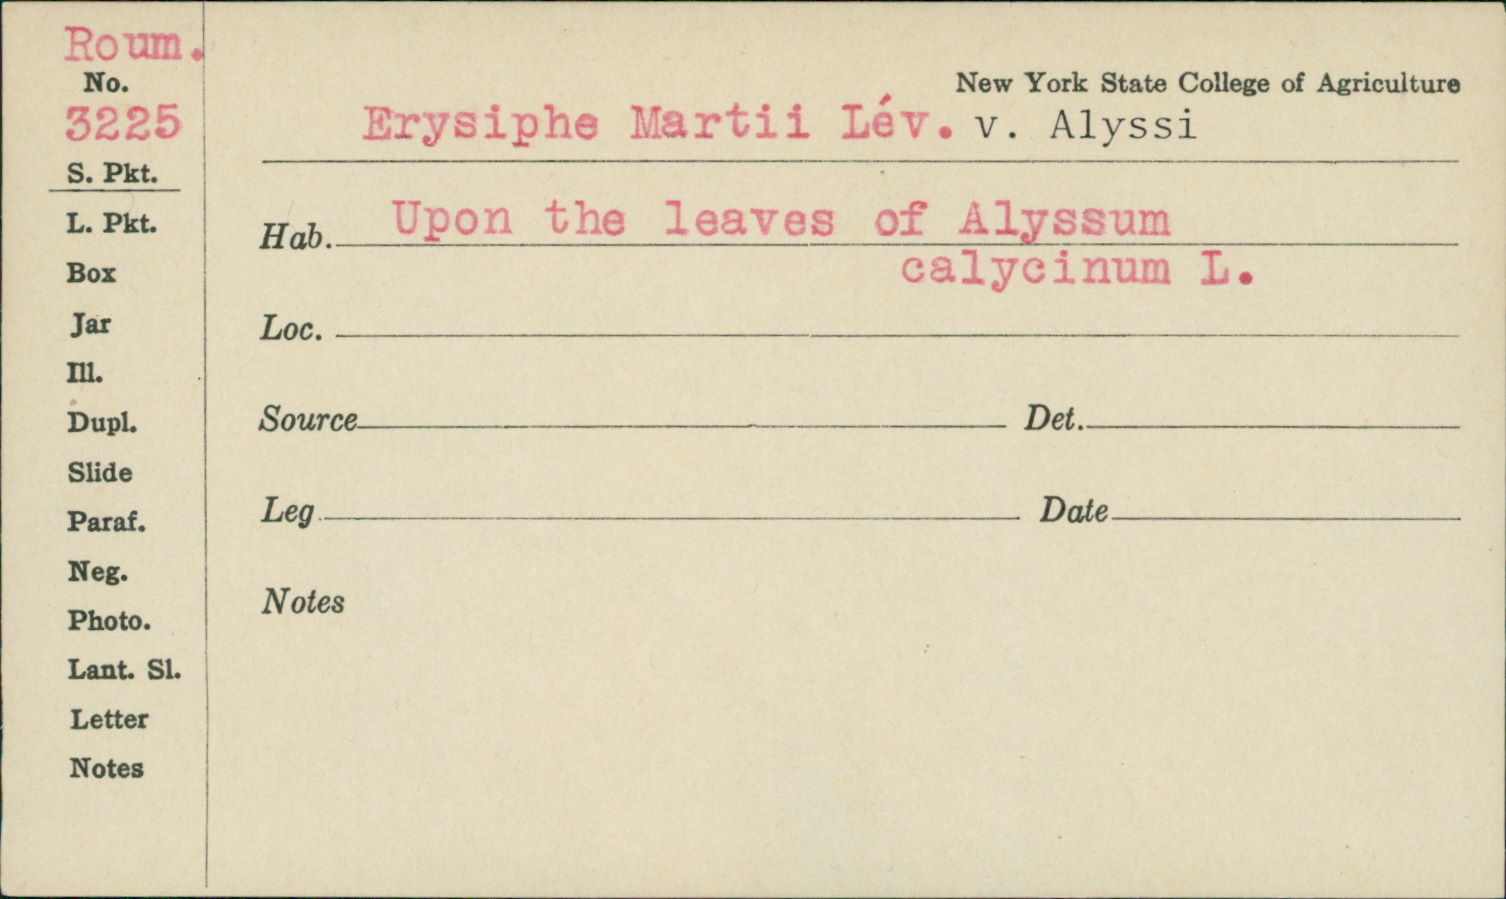 Roum.
No.
3225
S. Pkt.
L. Pkt.
Box
Jar
Ill.
Dupl.
Slide
Paraf.
Neg.
Photo.
Lant. Sl.
Letter
Notes
New York State College of Agriculture
Erysiphe Martii Lév. v. Alyssi
Hab. Upon the leaves of Alyssum
calycinum L.
Loc.
Source Det.
Leg Date
Notes